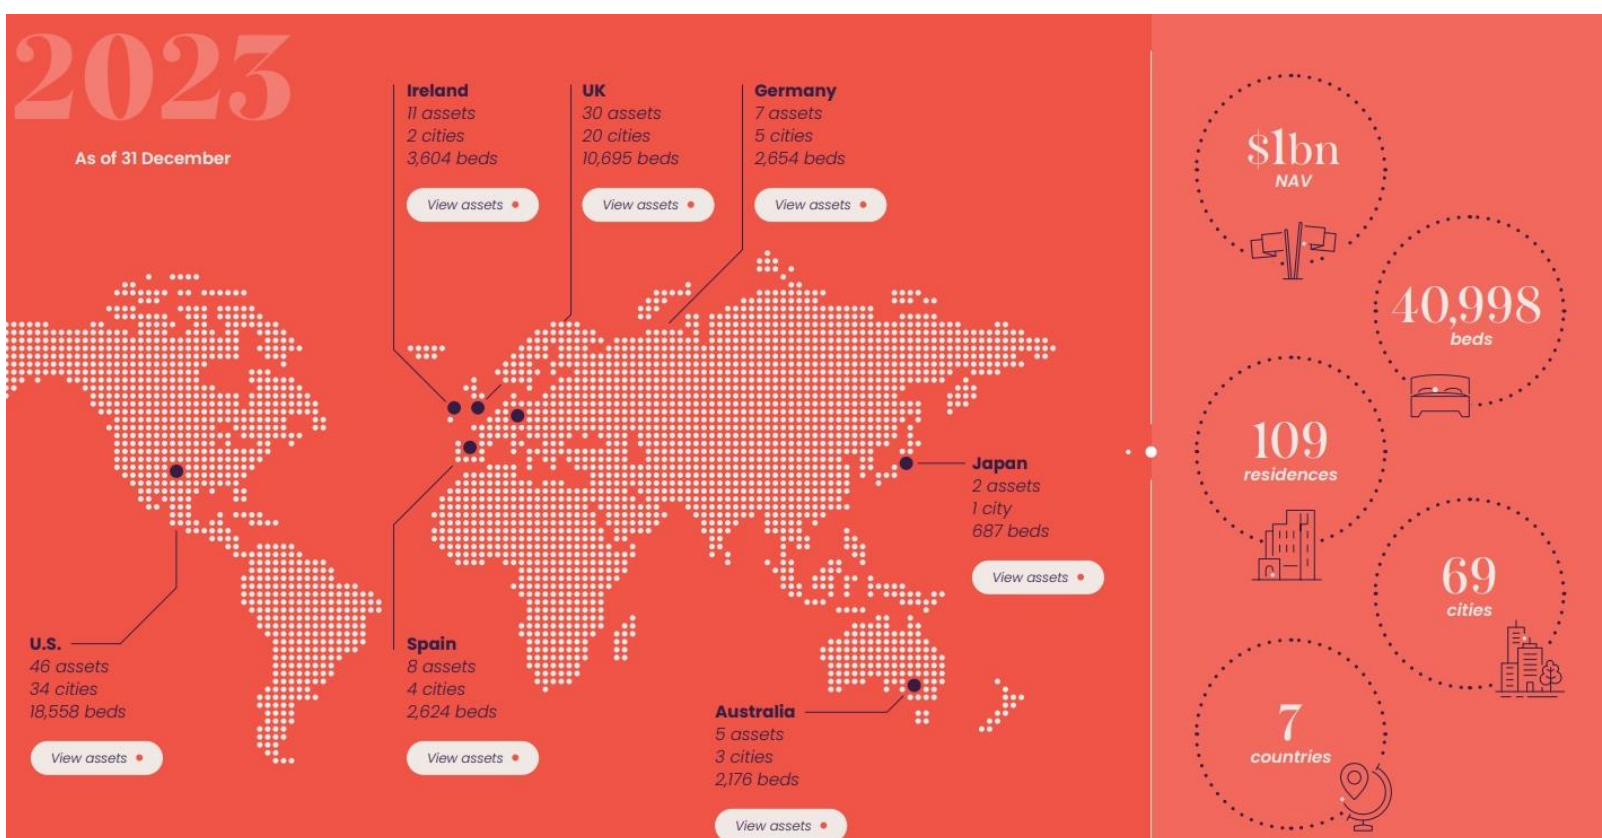 2023
As of 31 December
Ireland
11 assets
2 cities
3,604 beds
View assets
UK
30 assets
20 cities
10,695 beds
View assets
Germany
7 assets
5 cities
2,654 beds
View assets
Japan
2 assets
1 city
687 beds
View assets
U.S.
46 assets
34 cities
18,558 beds
View assets
Spain
8 assets
4 cities
2,624 beds
View assets
Australia
5 assets
3 cities
2,176 beds
View assets
$1bn
NAV
40,998
beds
109
residences
69
cities
7
countries